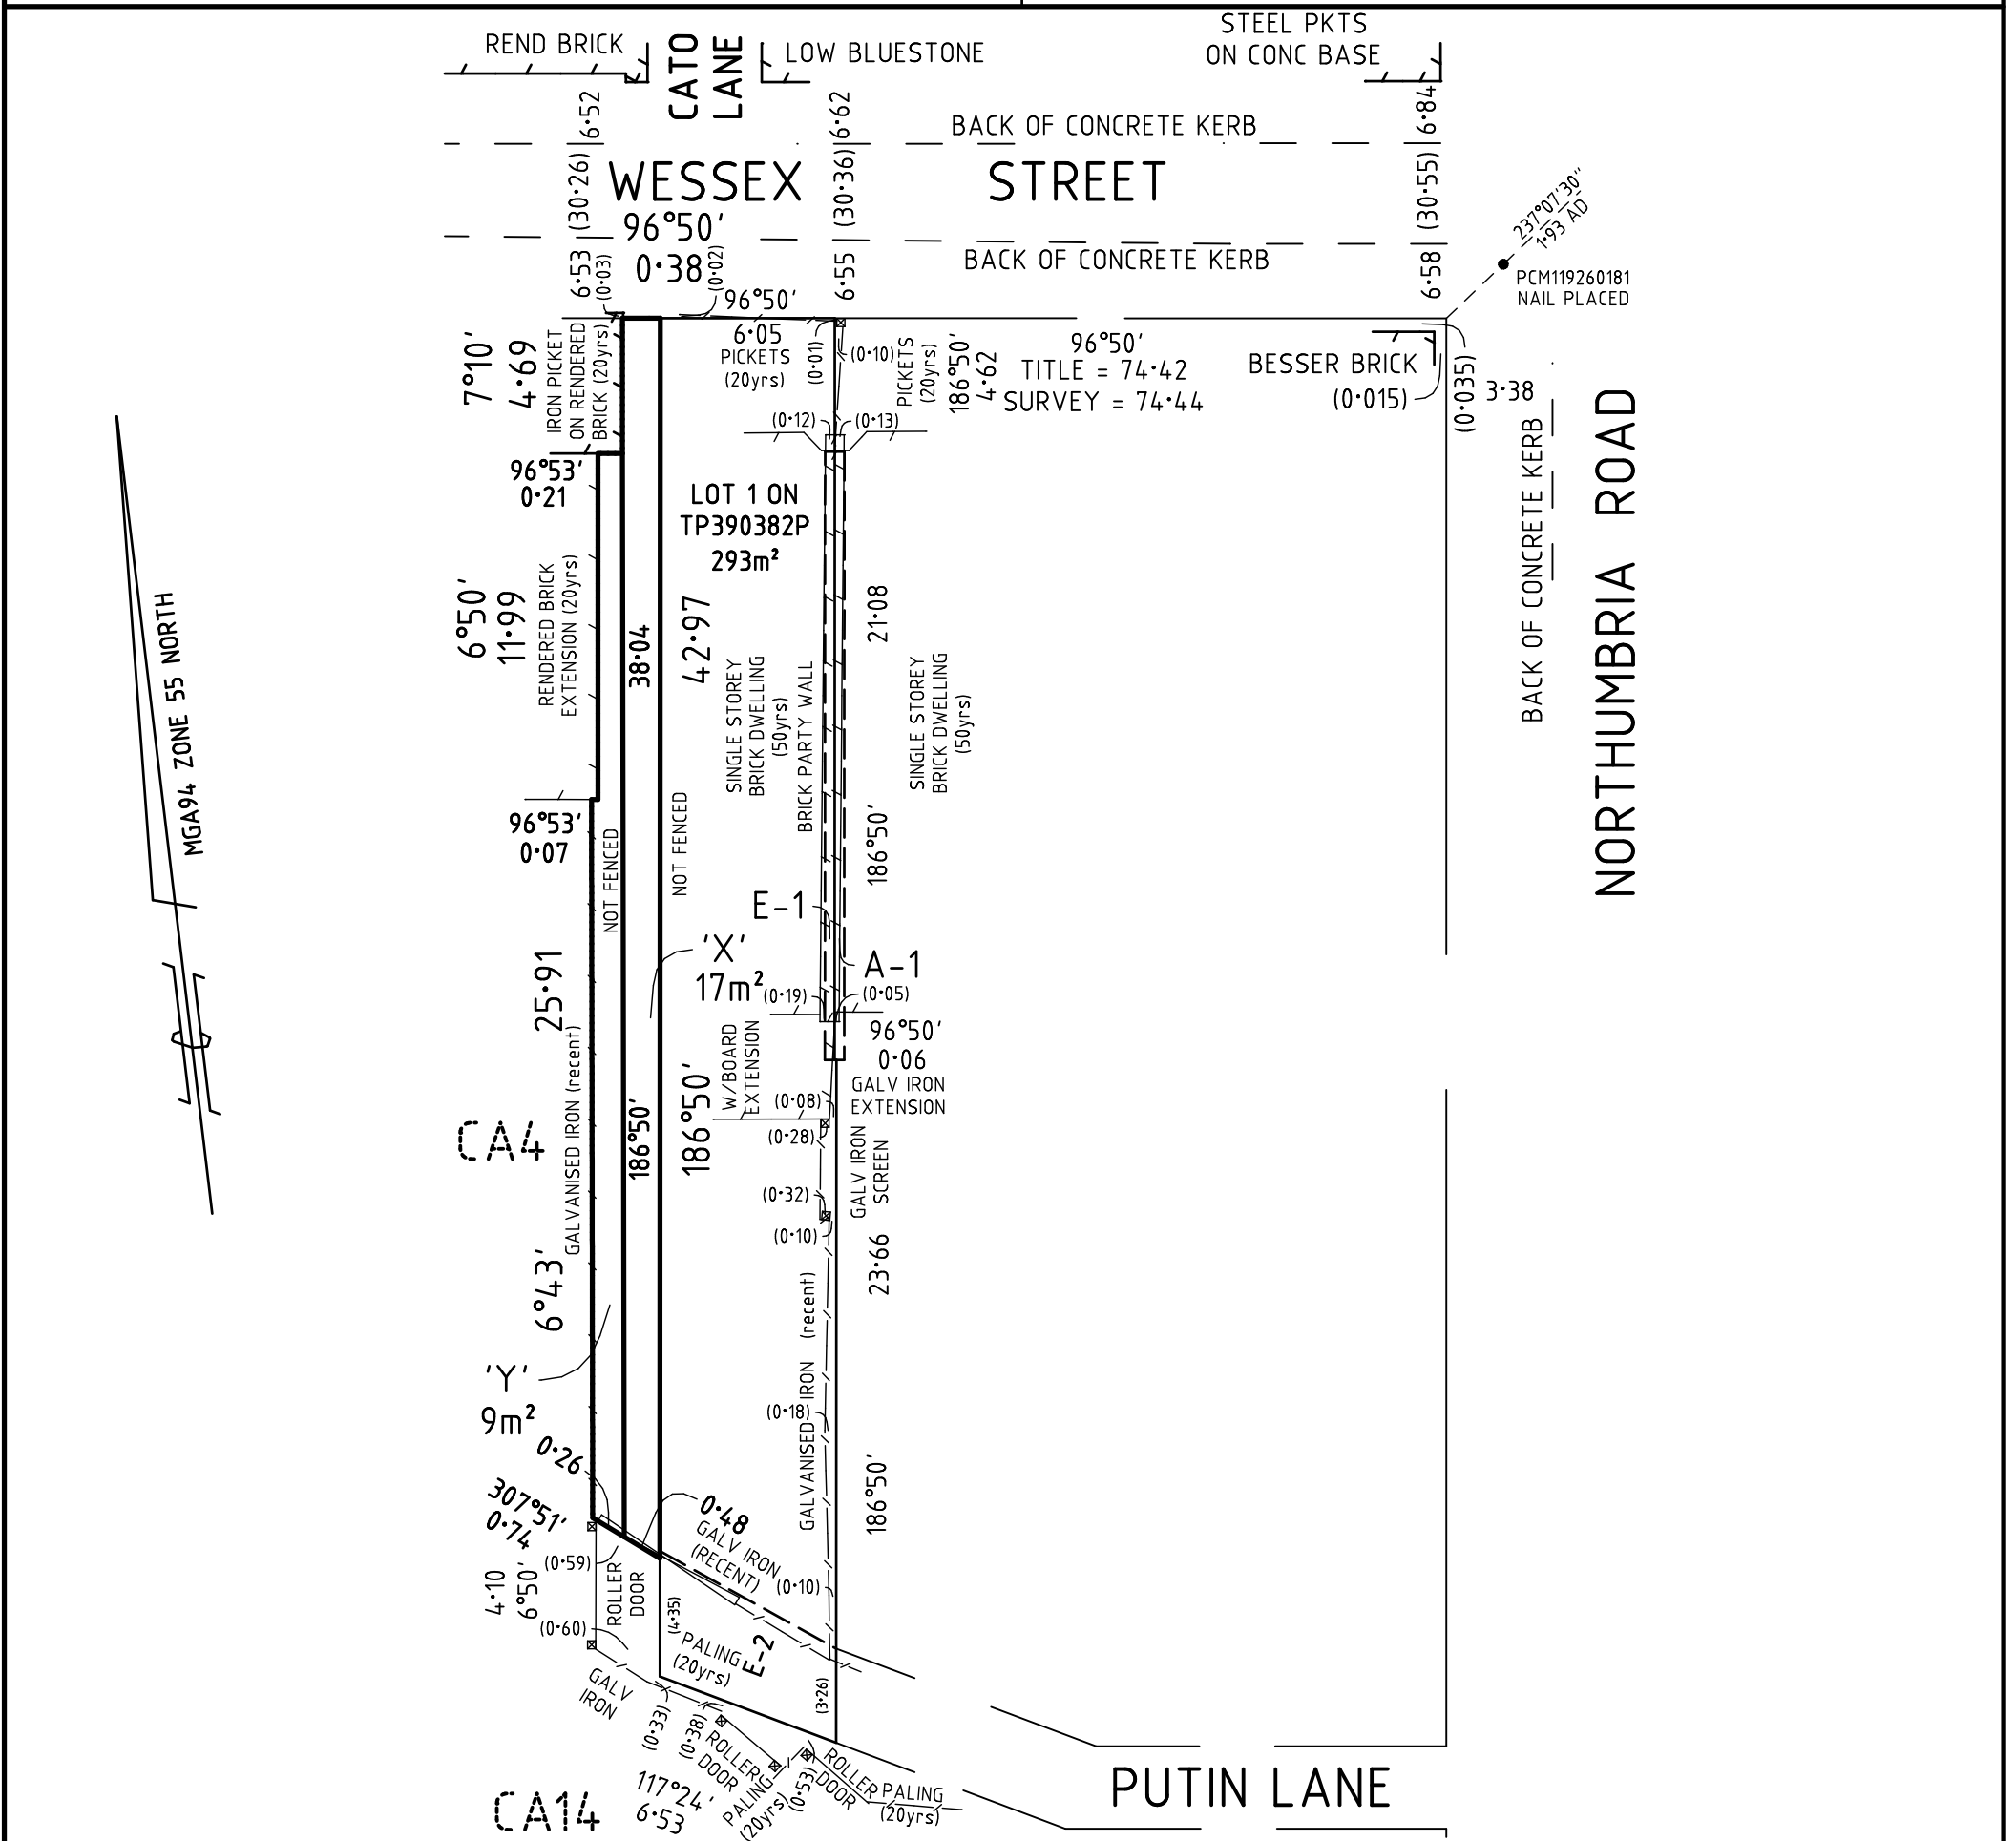 REND BRICK
CATO
LANE
LOW BLUESTONE
STEEL PKTS
ON CONC BASE
6·52
6·62
6·84
BACK OF CONCRETE KERB
(30·26)
WESSEX STREET
(30·36)
(30·55)
96°50'
0·38
(0·02)
6·53
(0·03)
6·55
BACK OF CONCRETE KERB
6·58
237°07'30"
1·93 AD
PCM119260181
NAIL PLACED
7°10'
4·69
IRON PICKET
ON RENDERED
BRICK (20yrs)
96°50'
6·05
PICKETS
(20yrs)
(0·01)
(0·10)
PICKETS
(20yrs)
186°50'
4·62
96°50'
TITLE = 74·42
SURVEY = 74·44
BESSER BRICK
(0·015)
(0·035)
3·38
(0·12)
(0·13)
96°53'
0·21
LOT 1 ON
TP390382P
293m²
BACK OF CONCRETE KERB
NORTHUMBRIA ROAD
MGA94 ZONE 55 NORTH
6°50'
11·99
RENDERED BRICK
EXTENSION (20yrs)
38·04
42·97
21·08
SINGLE STOREY
BRICK DWELLING
(50yrs)
BRICK PARTY WALL
SINGLE STOREY
BRICK DWELLING
(50yrs)
96°53'
0·07
NOT FENCED
NOT FENCED
186°50'
E-1
'X'
17m²
A-1
(0·19)
(0·05)
25·91
96°50'
0·06
GALV IRON
EXTENSION
W/BOARD
EXTENSION
(0·08)
CA4
GALVANISED IRON (recent)
186°50'
186°50'
(0·28)
GALV IRON
SCREEN
(0·32)
(0·10)
6°43'
23·66
GALVANISED IRON (recent)
'Y'
9m²
(0·18)
0·26
307°51'
0·74
0·48
GALV IRON
(RECENT)
186°50'
(0·59)
4·10
6°50'
ROLLER
DOOR
(0·10)
(0·60)
(4·35)
PALING
(20yrs)
E-2
(3·26)
GALV
IRON
(0·33)
(0·38)
ROLLERG
DOOR
PALING
(20yrs)
(0·53)
ROLLER
DOOR
PALING
(20yrs)
117°24'
6·53
CA14
PUTIN LANE